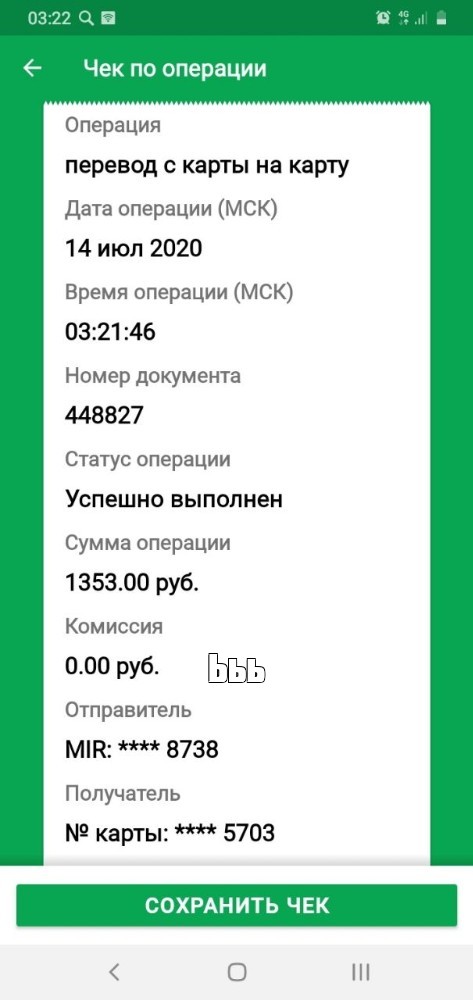 03:22
4G
Чек по операции
Операция
перевод с карты на карту
Дата операции (МСК)
14 июл 2020
Время операции (МСК)
03:21:46
Номер документа
448827
Статус операции
Успешно выполнен
Сумма операции
1353.00 руб.
Комиссия
0.00 руб.
bbb
Отправитель
MIR: **** 8738
Получатель
№ карты: **** 5703
СОХРАНИТЬ ЧЕК